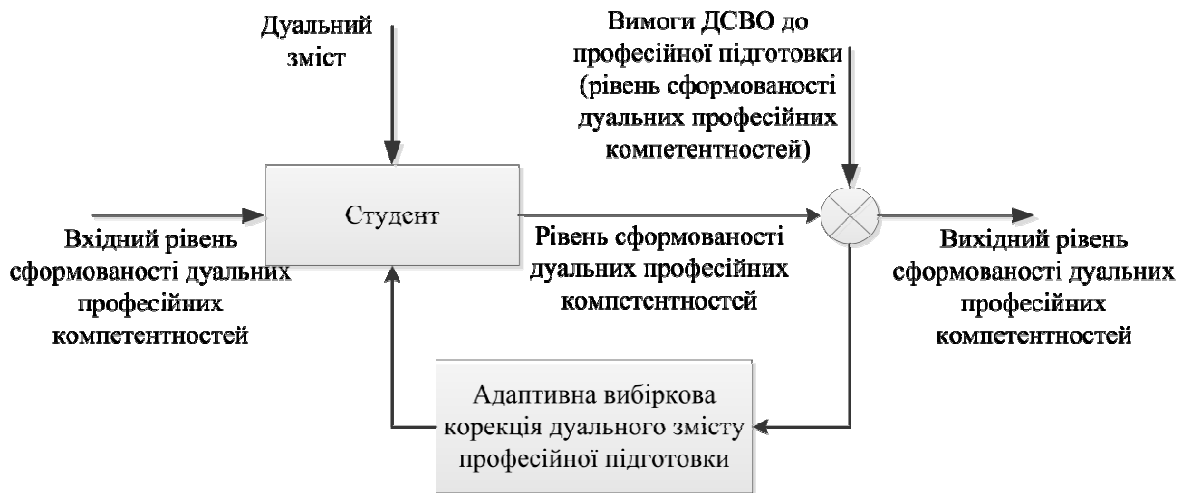 Дуальний
зміст
Вимоги ДСВО до
професійної підготовки
(рівень сформованості
дуальних професійних
компетентностей)
Студент
Вхідний рівень
сформованості дуальних
професійних
компетентностей
Рівень сформованості
дуальних професійних
компетентностей
Вихідний рівень
сформованості дуальних
професійних
компетентностей
Адаптивна вибіркова
корекція дуального змісту
професійної підготовки